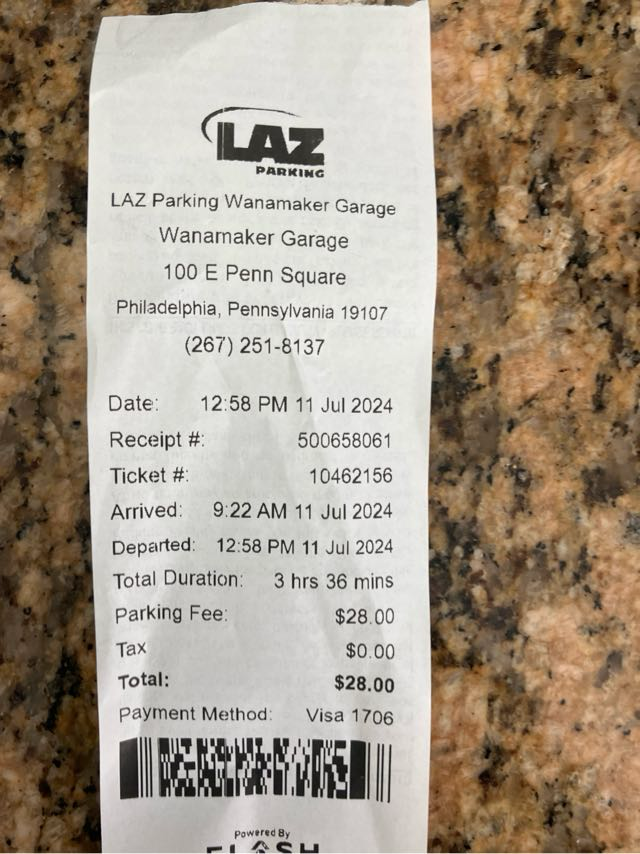 LAZ
PARKING
LAZ Parking Wanamaker Garage
Wanamaker Garage
100 E Penn Square
Philadelphia, Pennsylvania 19107
(267) 251-8137
Date: 12:58 PM 11 Jul 2024
Receipt #: 500658061
Ticket #: 10462156
Arrived: 9:22 AM 11 Jul 2024
Departed: 12:58 PM 11 Jul 2024
Total Duration: 3 hrs 36 mins
Parking Fee: $28.00
Tax $0.00
Total: $28.00
Payment Method: Visa 1706
Powered By
FLASH